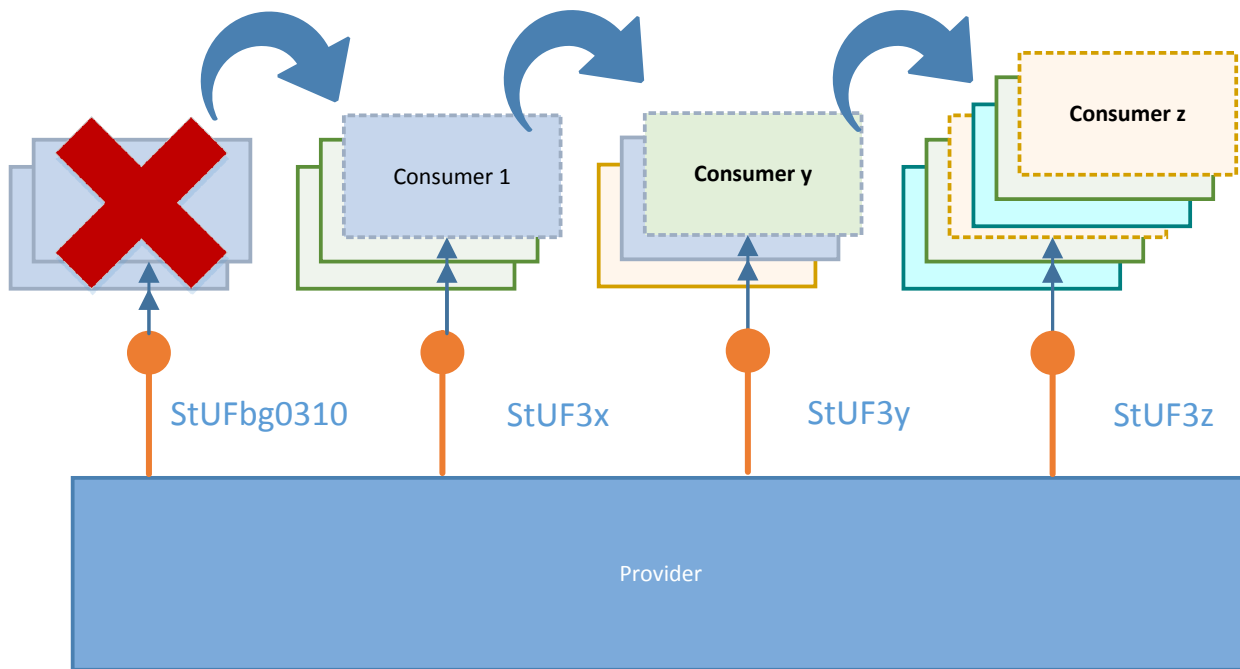 Consumer z
Consumer 1
Consumer y
StUFbg0310
StUF3x
StUF3y
StUF3z
Provider